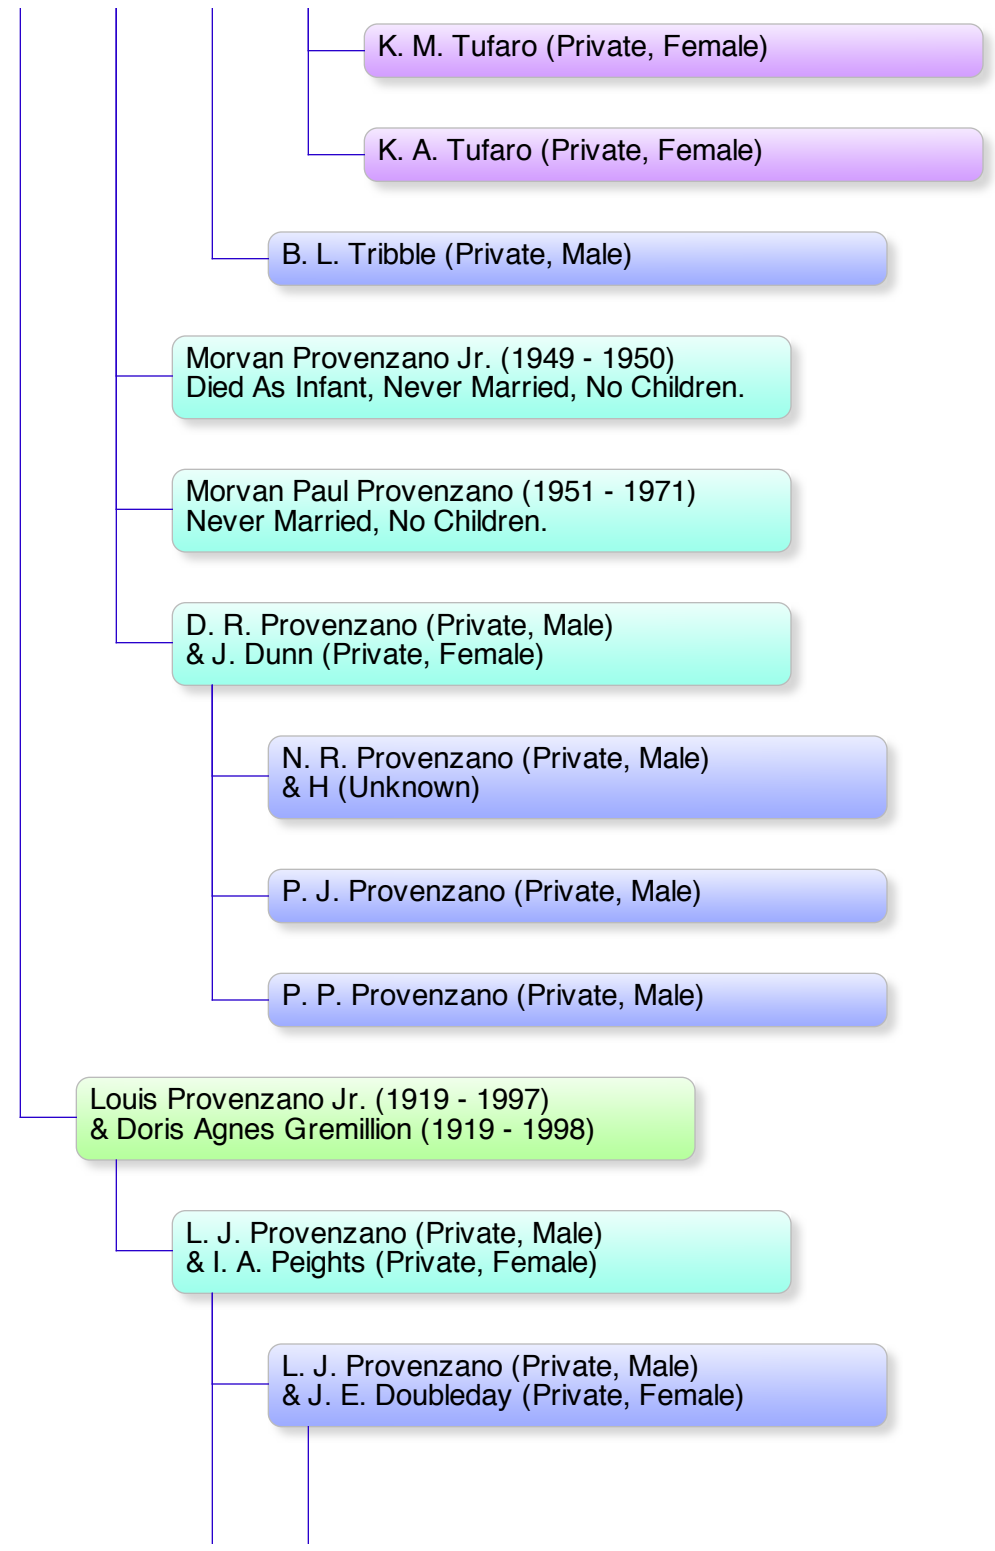 K. M. Tufaro (Private, Female)
K. A. Tufaro (Private, Female)
B. L. Tribble (Private, Male)
Morvan Provenzano Jr. (1949 - 1950)
Died As Infant, Never Married, No Children.
Morvan Paul Provenzano (1951 - 1971)
Never Married, No Children.
D. R. Provenzano (Private, Male)
& J. Dunn (Private, Female)
N. R. Provenzano (Private, Male)
& H (Unknown)
P. J. Provenzano (Private, Male)
P. P. Provenzano (Private, Male)
Louis Provenzano Jr. (1919 - 1997)
& Doris Agnes Gremillion (1919 - 1998)
L. J. Provenzano (Private, Male)
& I. A. Peights (Private, Female)
L. J. Provenzano (Private, Male)
& J. E. Doubleday (Private, Female)